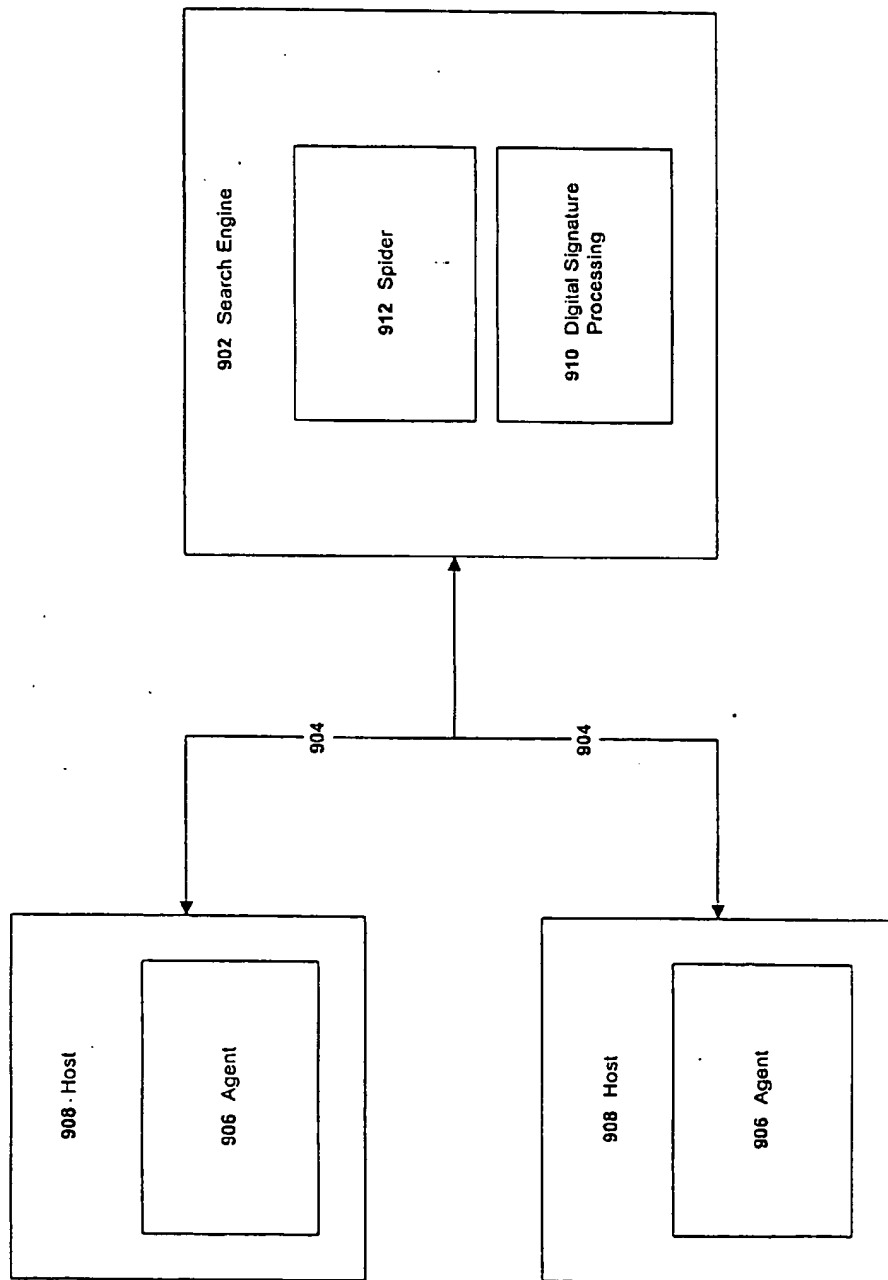 902 Search Engine
912 Spider
910 Digital Signature
Processing
904
904
908 Host
906 Agent
908 Host
906 Agent